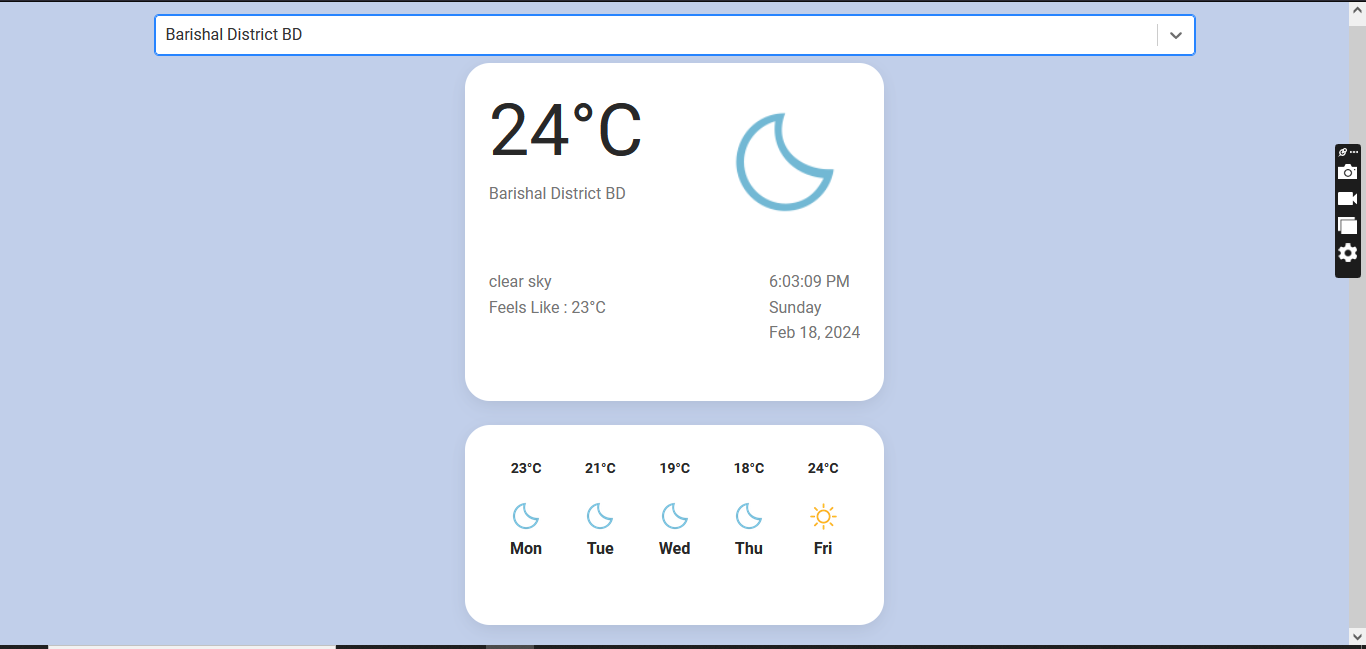 Barishal District BD
24°C
Barishal District BD
clear sky
Feels Like : 23°C
6:03:09 PM
Sunday
Feb 18, 2024
23°C 21°C 19°C 18°C 24°C
Mon Tue Wed Thu Fri